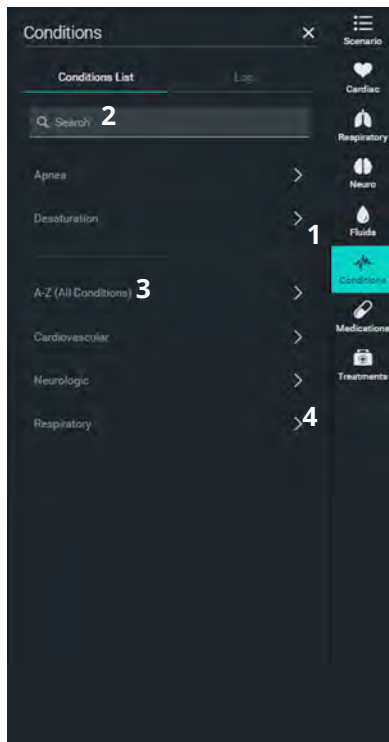 Conditions
Conditions List
Log
Search 2
Apnea
Desaturation
1
A-Z (All Conditions) 3
Cardiovascular
Neurologic
Respiratory
4
Scenario
Cardiac
Respiratory
Neuro
Fluids
Conditions
Medications
Treatments